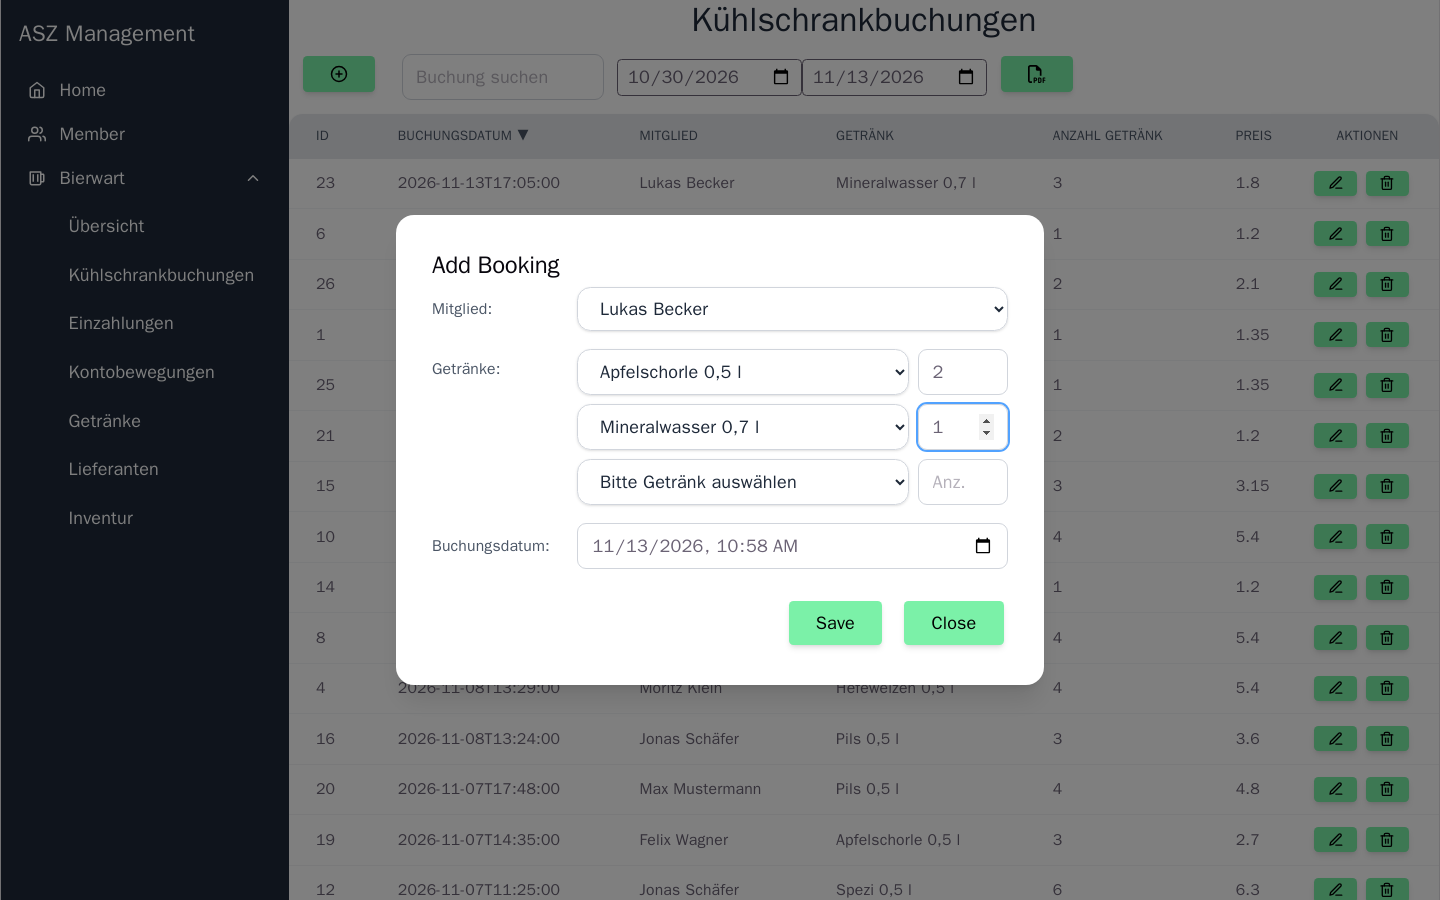 ASZ Management
Home
Member
Bierwart
Übersicht
Kühlschrankbuchungen
Einzahlungen
Kontobewegungen
Getränke
Lieferanten
Inventur
Kühlschrankbuchungen
Buchung suchen
10/30/2026
11/13/2026
PDF
ID BUCHUNGSDATUM ▼ MITGLIED GETRÄNK ANZAHL GETRÄNK PREIS AKTIONEN
23 2026-11-13T17:05:00 Lukas Becker Mineralwasser 0,7 l 3 1.8
6 1 1.2
26 2 2.1
1 1 1.35
25 1 1.35
21 2 1.2
15 3 3.15
10 4 5.4
14 1 1.2
8 4 5.4
4 2026-11-08T13:29:00 Moritz Klein Hefeweizen 0,5 l 4 5.4
16 2026-11-08T13:24:00 Jonas Schäfer Pils 0,5 l 3 3.6
20 2026-11-07T17:48:00 Max Mustermann Pils 0,5 l 4 4.8
19 2026-11-07T14:35:00 Felix Wagner Apfelschorle 0,5 l 3 2.7
12 2026-11-07T11:25:00 Jonas Schäfer Spezi 0,5 l 6 6.3
Add Booking
Mitglied: Lukas Becker
Getränke: Apfelschorle 0,5 l 2
Mineralwasser 0,7 l 1
Bitte Getränk auswählen Anz.
Buchungsdatum: 11/13/2026, 10:58 AM
Save Close